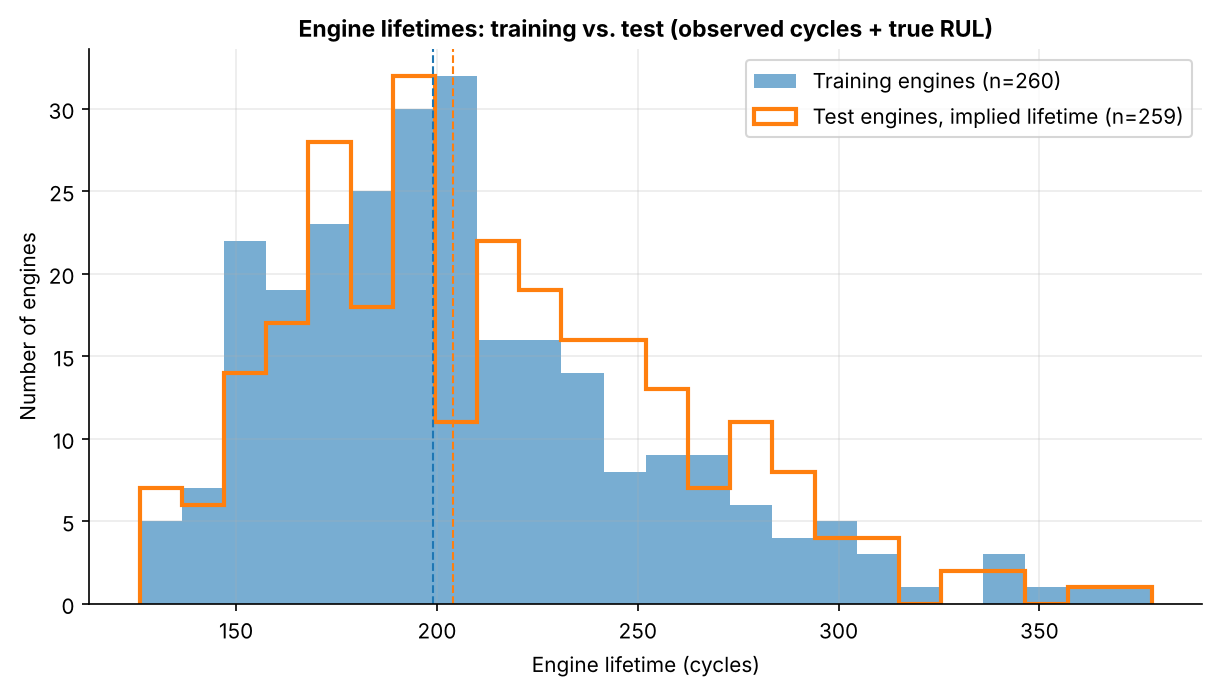 Engine lifetimes: training vs. test (observed cycles + true RUL)
Training engines (n=260)
Test engines, implied lifetime (n=259)
Number of engines
30
25
20
15
10
5
0
150
200
250
300
350
Engine lifetime (cycles)